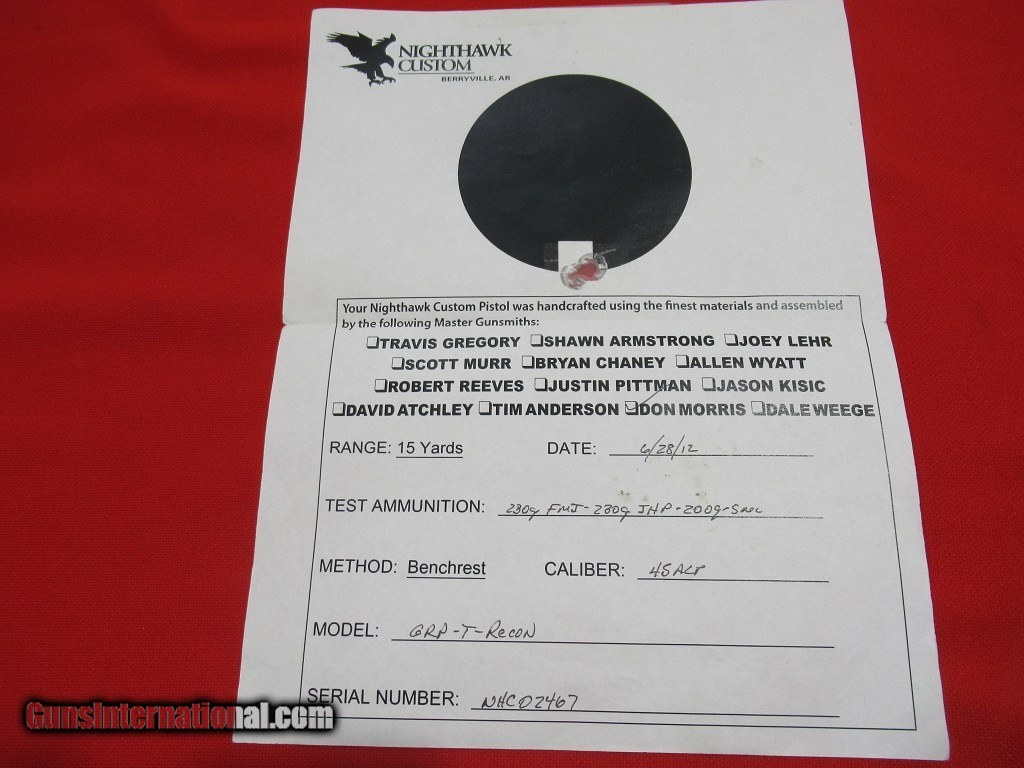 NIGHTHAWK
CUSTOM
BERRYVILLE, AR
Your Nighthawk Custom Pistol was handcrafted using the finest materials and assembled
by the following Master Gunsmiths:
❑TRAVIS GREGORY ❑SHAWN ARMSTRONG ❑JOEY LEHR
❑SCOTT MURR ❑BRYAN CHANEY ❑ALLEN WYATT
❑ROBERT REEVES ❑JUSTIN PITTMAN ❑JASON KISIC
❑DAVID ATCHLEY ❑TIM ANDERSON ☑DON MORRIS ❑DALE WEEGE
RANGE: 15 Yards DATE: 6/28/12
TEST AMMUNITION: 230g FMJ-230g JHP-200g-
METHOD: Benchrest CALIBER: 45ACP
MODEL: GRP-T-Recon
SERIAL NUMBER: NHC02467
GunsInternational.com